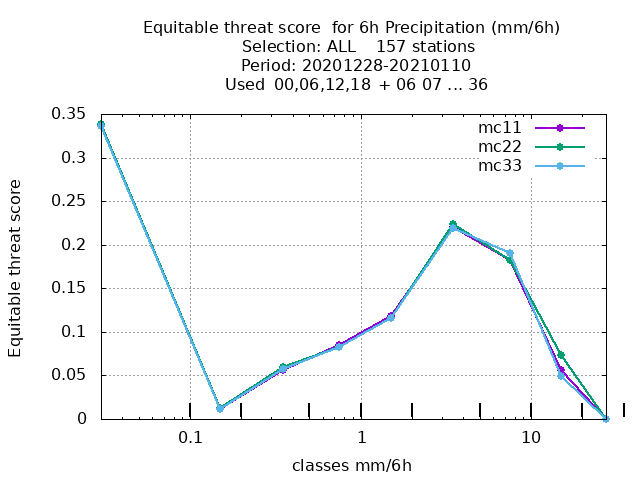 Equitable threat score  for 6h Precipitation (mm/6h)
Selection: ALL    157 stations
Period: 20201228-20210110
Used  00,06,12,18  + 06 07 ... 36
mc11
mc22
mc33
0.35
0.3
0.25
0.2
0.15
0.1
0.05
0
Equitable threat score
0.1 1 10
classes mm/6h